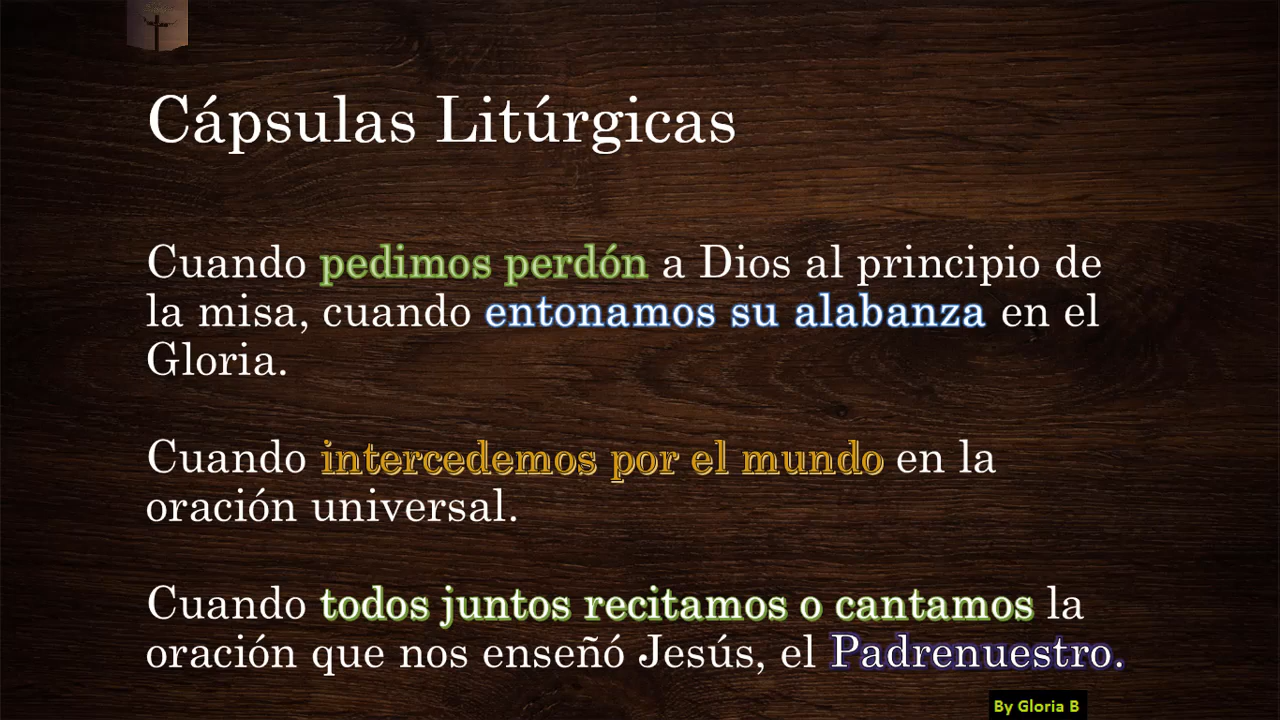 Cápsulas Litúrgicas
Cuando pedimos perdón a Dios al principio de
la misa, cuando entonamos su alabanza en el
Gloria.
Cuando intercedemos por el mundo en la
oración universal.
Cuando todos juntos recitamos o cantamos la
oración que nos enseñó Jesús, el Padrenuestro.
By Gloria B